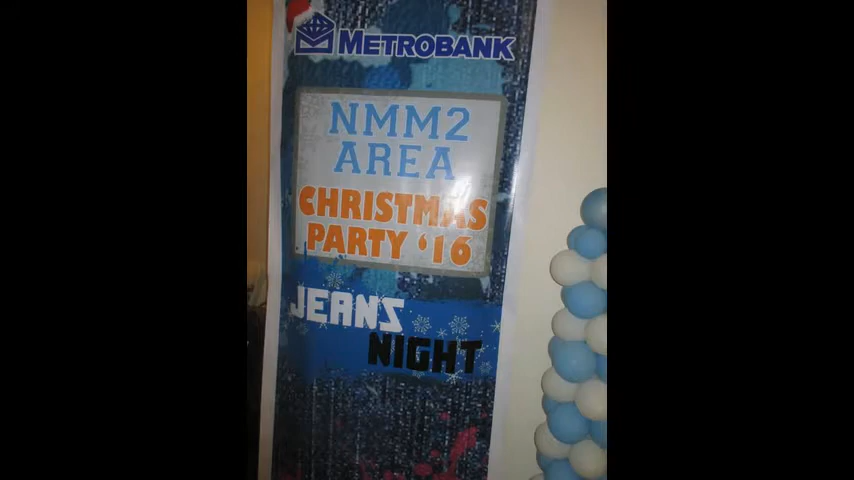 METROBANK
NMM2
AREA
CHRISTMAS
PARTY ‘16
JEANS
NIGHT